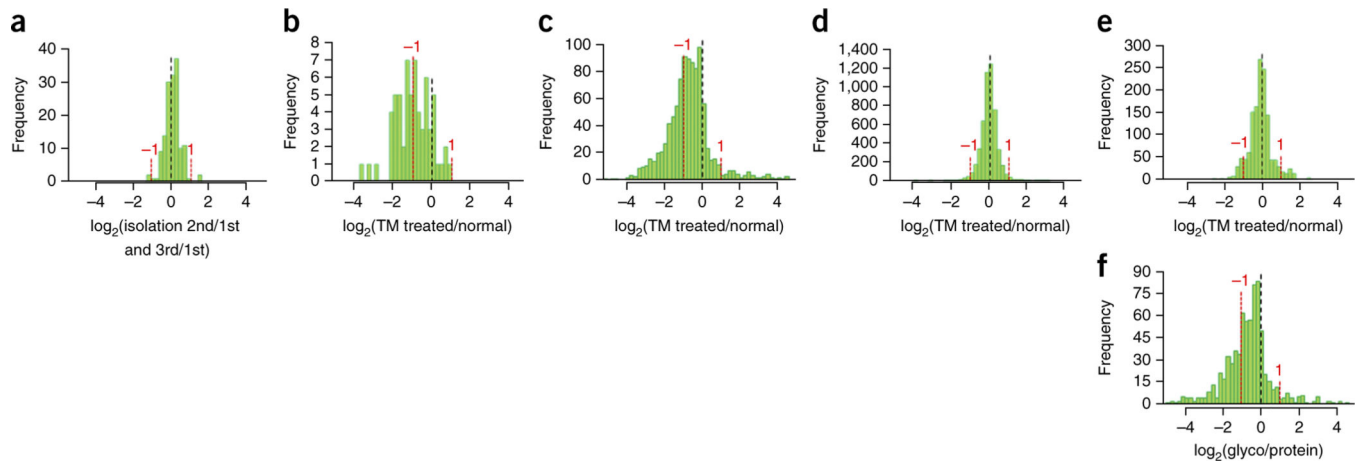 a
40
30
20
10
0
Frequency
–1
1
–4 –2 0 2 4
log2(isolation 2nd/1st
and 3rd/1st)
b
8
7
6
5
4
3
2
1
0
Frequency
–1
1
–4 –2 0 2 4
log2(TM treated/normal)
c
100
80
60
40
20
0
Frequency
–1
1
–4 –2 0 2 4
log2(TM treated/normal)
d
1,400
1,200
1,000
800
600
400
200
0
Frequency
–1
1
–4 –2 0 2 4
log2(TM treated/normal)
e
300
250
200
150
100
50
0
Frequency
–1
1
–4 –2 0 2 4
log2(TM treated/normal)
f
90
75
60
45
30
15
0
Frequency
–1
1
–4 –2 0 2 4
log2(glyco/protein)